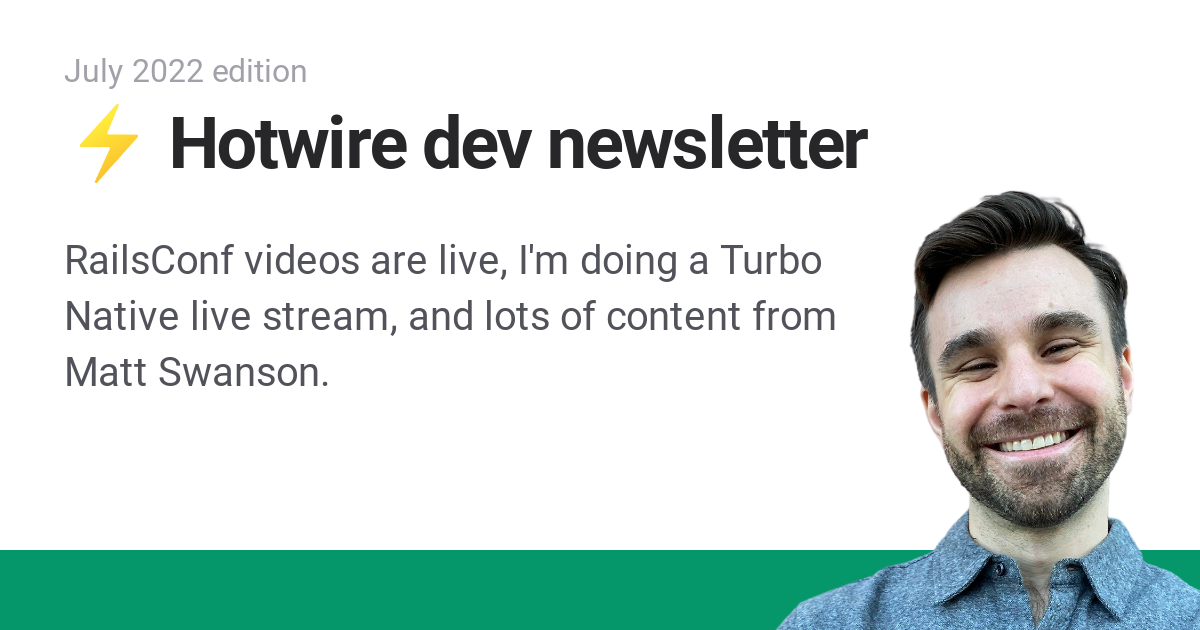 July 2022 edition
⚡ Hotwire dev newsletter
RailsConf videos are live, I'm doing a Turbo
Native live stream, and lots of content from
Matt Swanson.